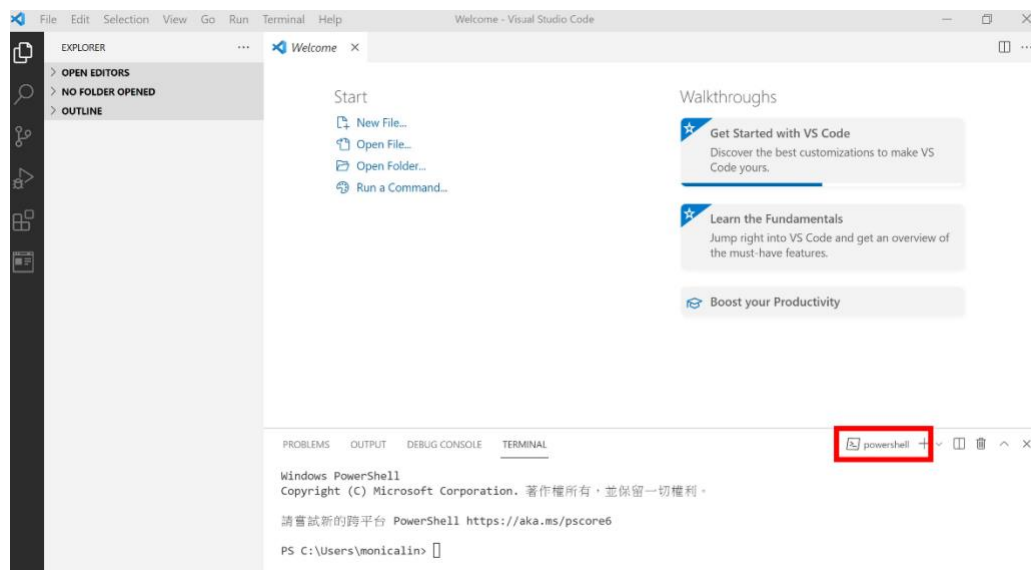 File Edit Selection View Go Run Terminal Help Welcome - Visual Studio Code
EXPLORER
OPEN EDITORS
NO FOLDER OPENED
OUTLINE
Welcome
Start
New File...
Open File...
Open Folder...
Run a Command...
Walkthroughs
Get Started with VS Code
Discover the best customizations to make VS
Code yours.
Learn the Fundamentals
Jump right into VS Code and get an overview of
the must-have features.
Boost your Productivity
PROBLEMS OUTPUT DEBUG CONSOLE TERMINAL powershell
Windows PowerShell
Copyright (C) Microsoft Corporation. 著作權所有，並保留一切權利。
請嘗試新的跨平台 PowerShell https://aka.ms/pscore6
PS C:\Users\monicalin>